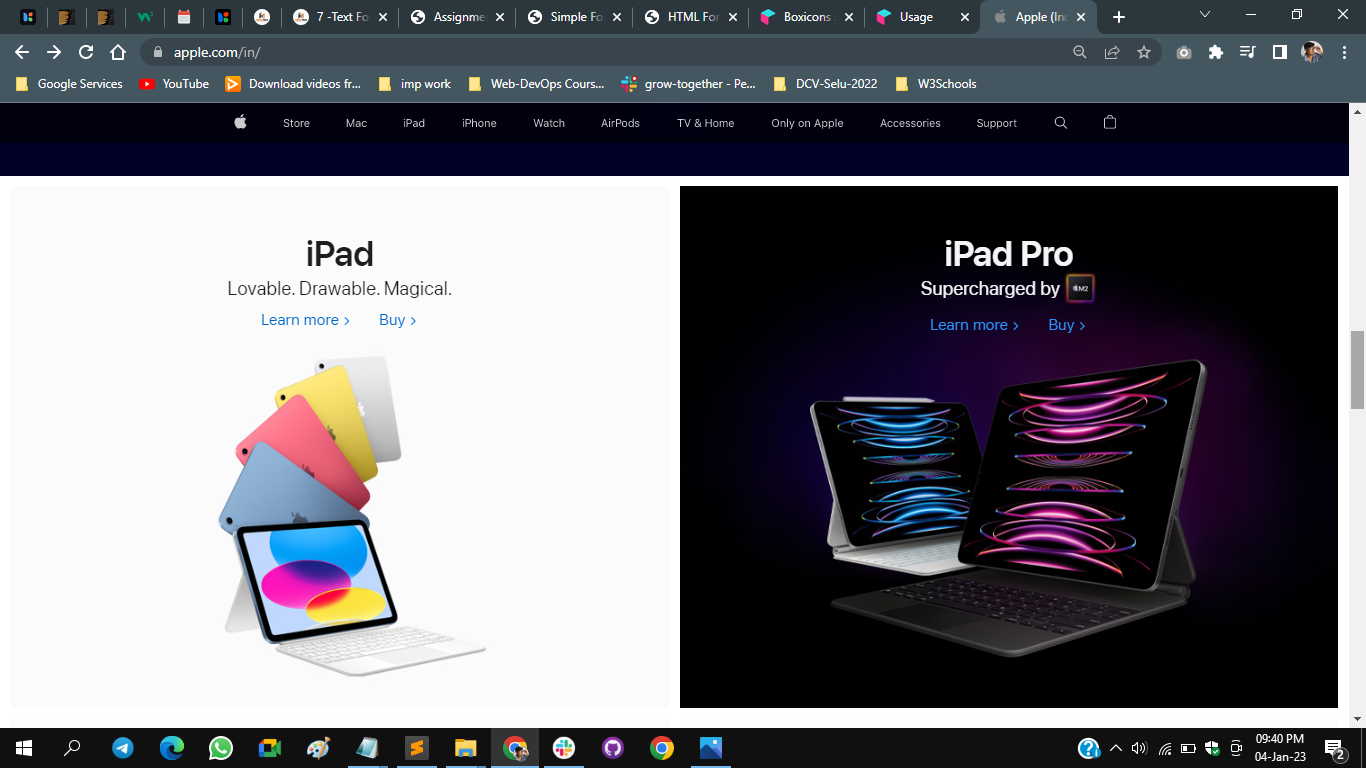 7 -Text Fo
Assignme
Simple Fo
HTML For
Boxicons
Usage
Apple (In
apple.com/in/
Google Services
YouTube
Download videos fr...
imp work
Web-DevOps Cours...
grow-together - Pe...
DCV-Selu-2022
W3Schools
Store
Mac
iPad
iPhone
Watch
AirPods
TV & Home
Only on Apple
Accessories
Support
iPad
Lovable. Drawable. Magical.
Learn more >
Buy >
iPad Pro
Supercharged by M2
Learn more >
Buy >
09:40 PM
04-Jan-23
2